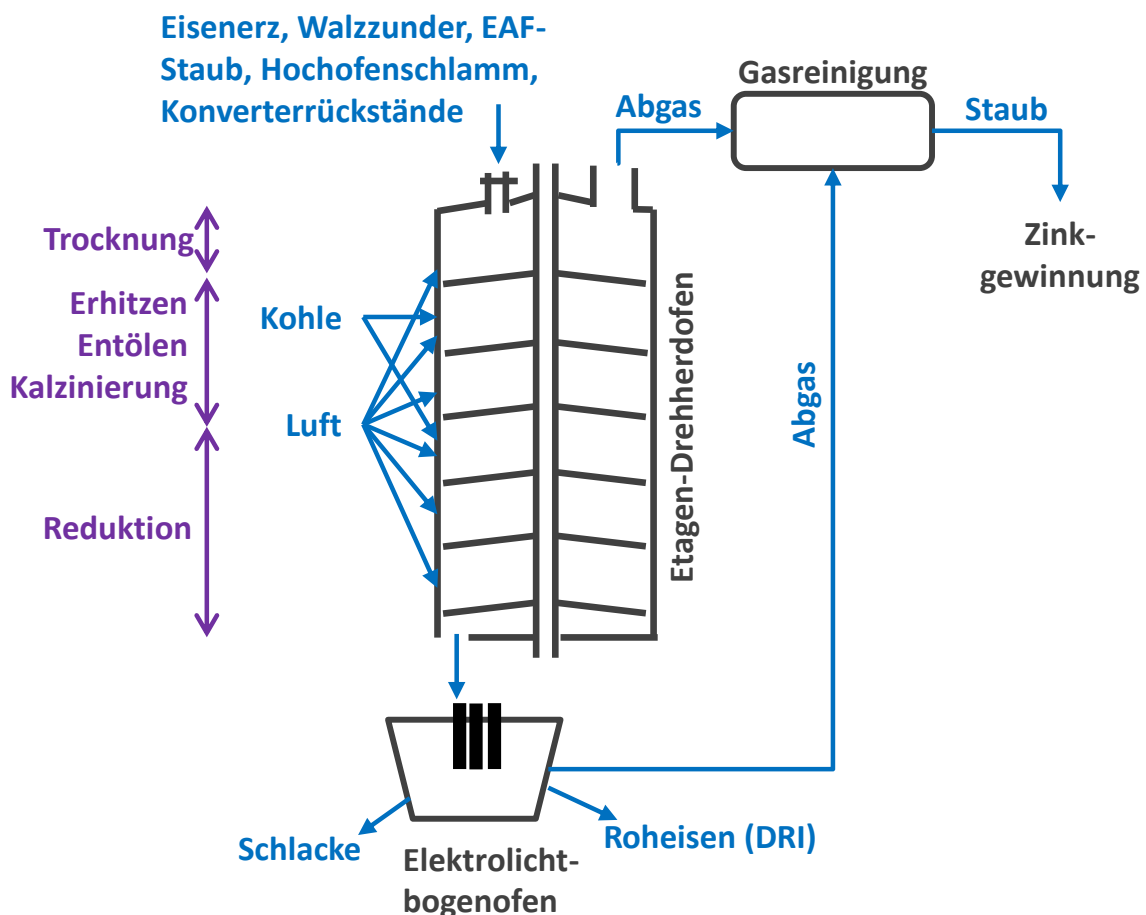 Eisenerz, Walzzunder, EAF-
Staub, Hochofenschlamm,
Konverterrückstände
Gasreinigung
Abgas
Staub
Zink-
gewinnung
Trocknung
Erhitzen
Entölen
Kalzinierung
Reduktion
Kohle
Luft
Etagen-Drehherdofen
Abgas
Schlacke
Elektrolicht-
bogenofen
Roheisen (DRI)